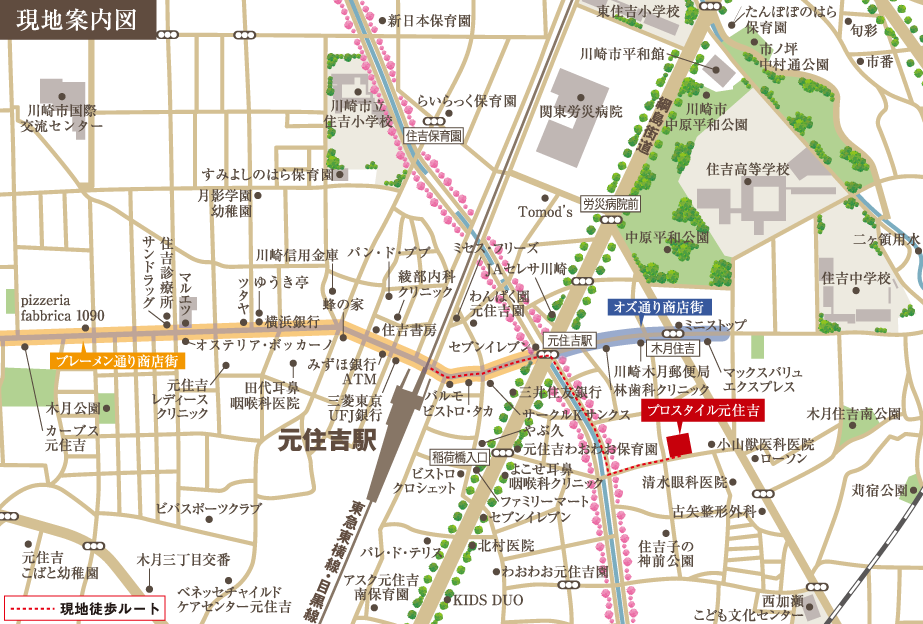 現地案内図
新日本保育園
東住吉小学校
たんぽぽのはら
保育園
旬彩
市番
市ノ坪
中村通公園
川崎市平和館
川崎市国際
交流センター
川崎市立
住吉小学校
らいらっく保育園
住吉保育園
関東労災病院
綱島街道
川崎市
中原平和公園
住吉高等学校
すみよしのはら保育園
月影学園
幼稚園
Tomod's
労災病院前
中原平和公園
二ヶ領用水
住吉中学校
川崎信用金庫
パン・ド・ププ
ミセス・フリーズ
JAセレサ川崎
綾部内科
クリニック
わんぱく園
元住吉園
住吉診療所
サンドラッグ
マルエツ
ツタヤ
ゆうき亭
蜂の家
横浜銀行
住吉書房
pizzeria
fabbrica 1090
オズ通り商店街
ミニストップ
元住吉駅
木月住吉
セブンイレブン
ブレーメン通り商店街
オステリア・ボッカーノ
みずほ銀行
ATM
川崎木月郵便局
林歯科クリニック
マックスバリュ
エクスプレス
元住吉
レディース
クリニック
田代耳鼻
咽喉科医院
三菱東京
UFJ銀行
バルモ
ビストロ・タカ
三井住友銀行
サークルKサンクス
プロスタイル元住吉
木月公園
カーブス
元住吉
元住吉駅
やぶ久
元住吉わおわお保育園
稲荷橋入口
木月住吉南公園
小山獣医科医院
ローソン
ビストロ
クロシェット
よこせ耳鼻
咽喉科クリニック
清水眼科医院
苅宿公園
ファミリーマート
セブンイレブン
古矢整形外科
ビバスポーツクラブ
東急東横線・目黒線
元住吉
こばと幼稚園
木月三丁目交番
バレ・ド・テリス
北村医院
住吉子の
神前公園
わおわお元住吉園
ベネッセチャイルド
ケアセンター元住吉
アスク元住吉
南保育園
KIDS DUO
西加瀬
こども文化センター
現地徒歩ルート